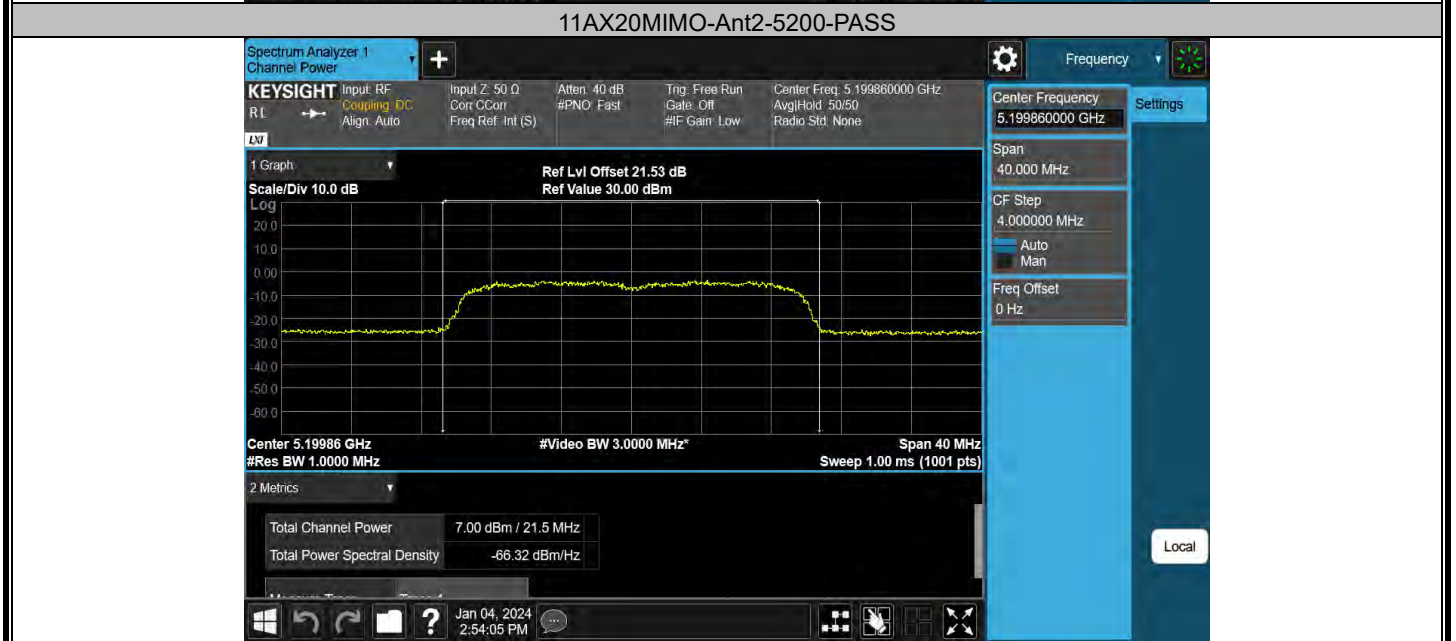 11AX20MIMO-Ant2-5200-PASS
Spectrum Analyzer 1
Channel Power
+
Frequency
KEYSIGHT
RL
LXI
Input: RF
Coupling: DC
Align: Auto
Input Z: 50 Ω
Corr CCorr
Freq Ref: Int (S)
Atten: 40 dB
#PNO: Fast
Trig: Free Run
Gate: Off
#IF Gain: Low
Center Freq: 5.199860000 GHz
Avg|Hold: 50/50
Radio Std: None
Center Frequency
5.199860000 GHz
Settings
Span
40.000 MHz
CF Step
4.000000 MHz
Auto
Man
Freq Offset
0 Hz
Local
1 Graph
Scale/Div 10.0 dB
Ref Lvl Offset 21.53 dB
Ref Value 30.00 dBm
Log
20.0
10.0
0.00
-10.0
-20.0
-30.0
-40.0
-50.0
-60.0
Center 5.19986 GHz
#Video BW 3.0000 MHz*
Span 40 MHz
#Res BW 1.0000 MHz
Sweep 1.00 ms (1001 pts)
2 Metrics
Total Channel Power 7.00 dBm / 21.5 MHz
Total Power Spectral Density -66.32 dBm/Hz
?
Jan 04, 2024
2:54:05 PM